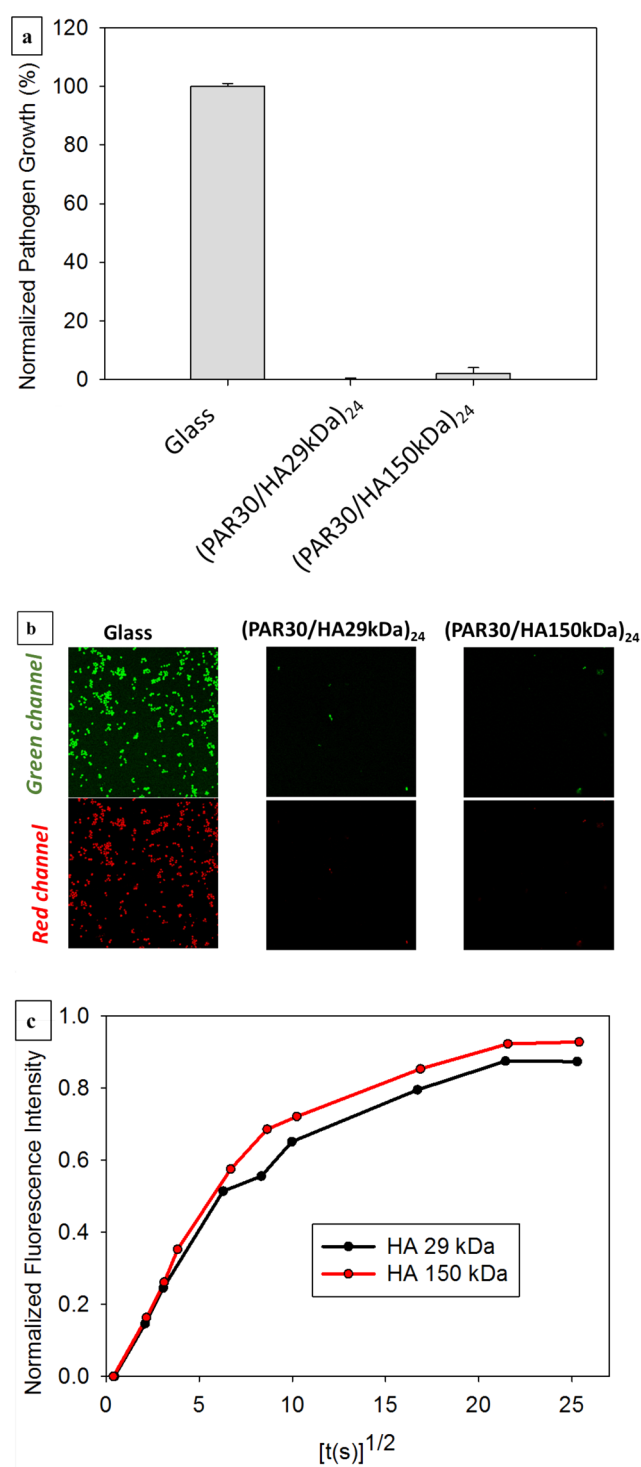 a
120
100
80
60
40
20
0
Normalized Pathogen Growth (%)
Glass
(PAR30/HA29kDa)24
(PAR30/HA150kDa)24
b
Glass
(PAR30/HA29kDa)24
(PAR30/HA150kDa)24
Green channel
Red channel
c
1.0
0.8
0.6
0.4
0.2
0.0
Normalized Fluorescence Intensity
HA 29 kDa
HA 150 kDa
0 5 10 15 20 25
[t(s)]1/2